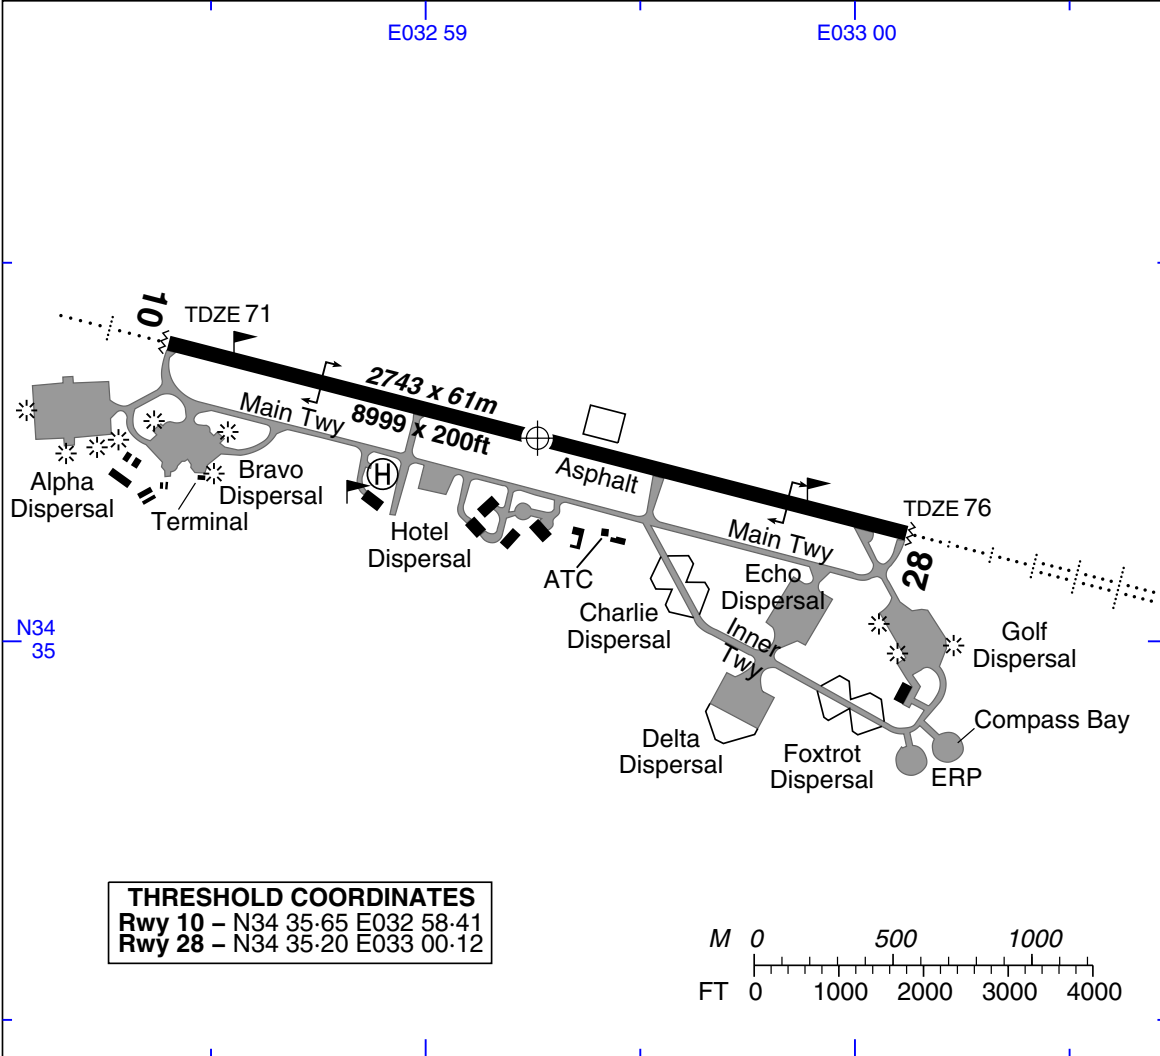 E032 59
E033 00
10
TDZE 71
2743 x 61m
8999 x 200ft
Main Twy
Asphalt
H
Alpha
Dispersal
Bravo
Dispersal
Terminal
Hotel
Dispersal
ATC
TDZE 76
28
Main Twy
Echo
Dispersal
Charlie
Dispersal
Inner
Twy
N34
35
Golf
Dispersal
Delta
Dispersal
Foxtrot
Dispersal
Compass Bay
ERP
THRESHOLD COORDINATES
Rwy 10 – N34 35·65 E032 58·41
Rwy 28 – N34 35·20 E033 00·12
M 0 500 1000
FT 0 1000 2000 3000 4000